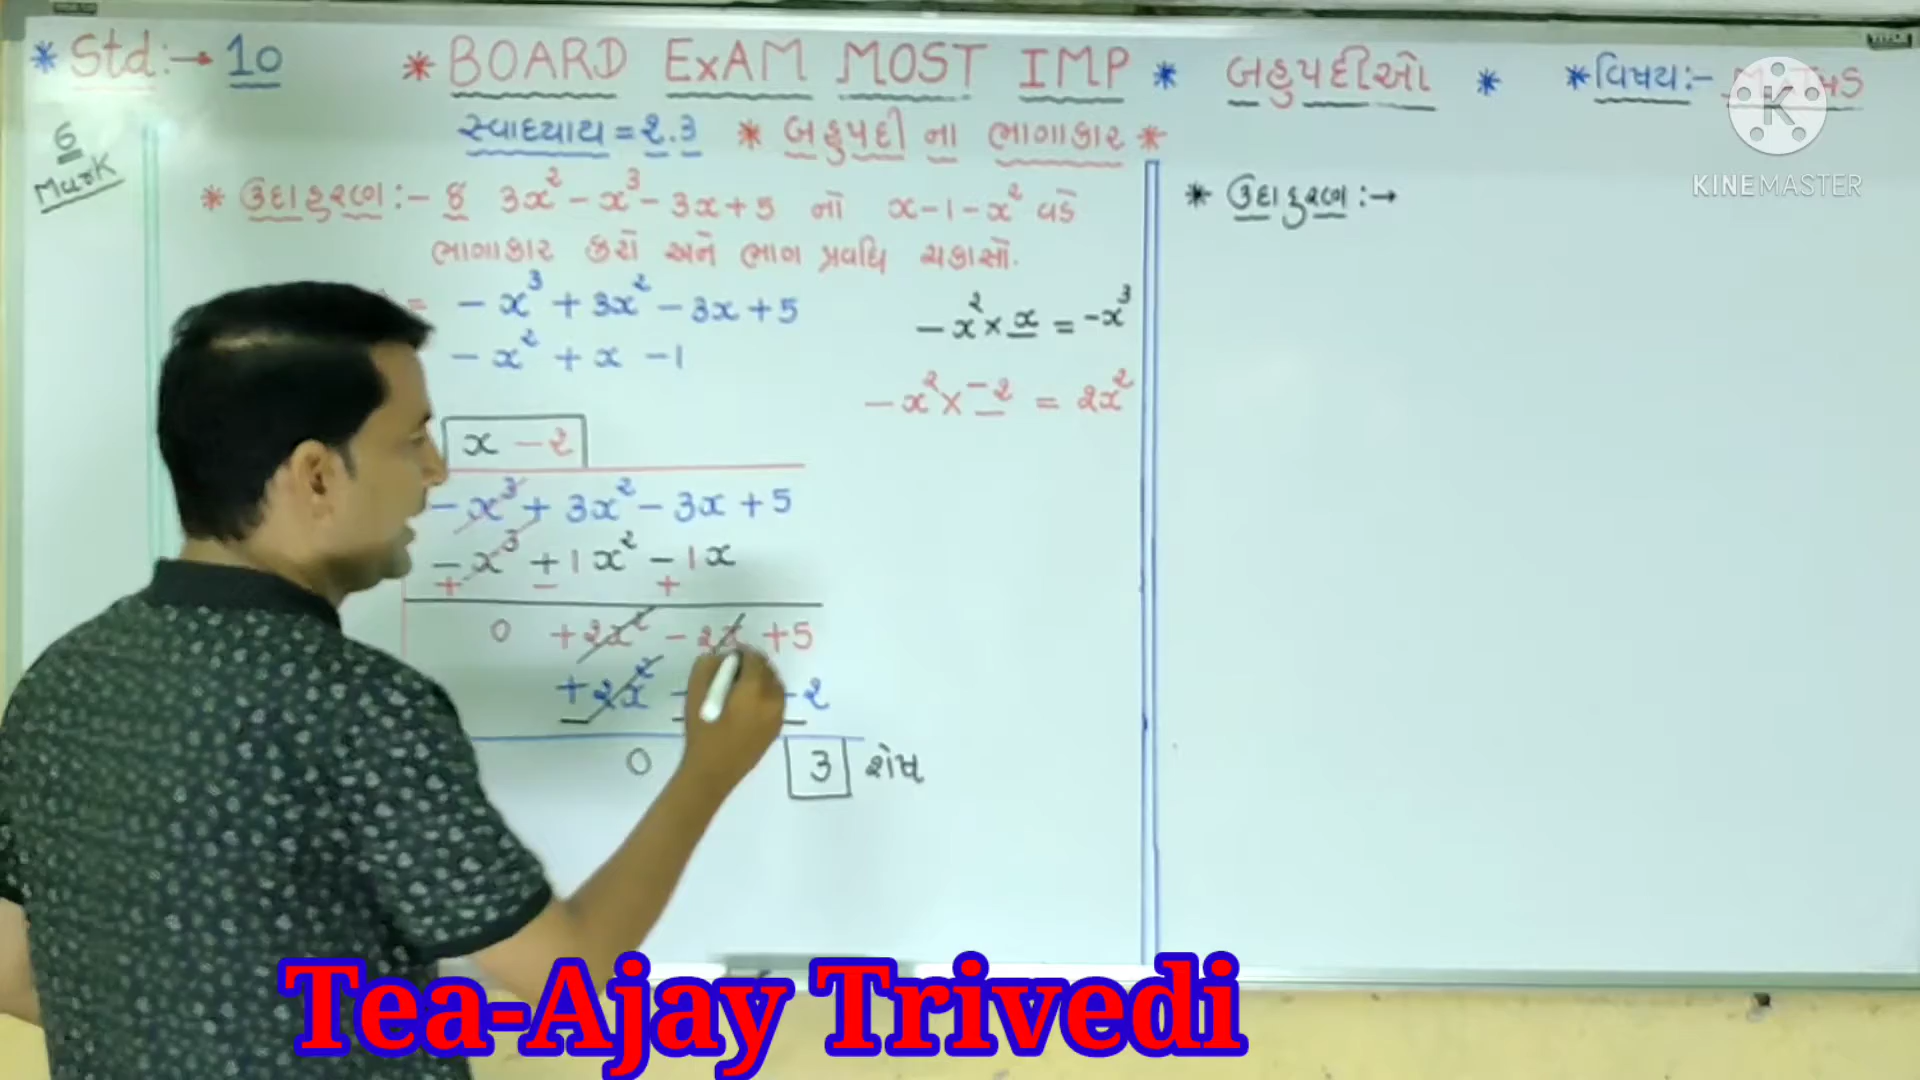 * Std:→ 10 * BOARD ExAM MOST IMP * બહુપદીઓ * *વિષય:-
સ્વાધ્યાય = ૨.૩ * બહુપદી ના ભાગાકાર *
6
Mark
* ઉદાહરણ:- ૬ 3x² - x³ - 3x+5 નો x-1-x² વડે
ભાગાકાર કરો અને ભાગ પ્રવધિ ચકાસો.
= - x³ + 3x² - 3x + 5
- x² + x - 1
-x² × x = -x³
-x² × -૨ = ૨x²
x - ૨
- x³ + 3x² - 3x + 5
- x³ + 1x² - 1x
+ - +
0 + ૨x² - ૨x + 5
+ ૨x² - - ૨
0 3 શેષ
* ઉદાહરણ:→
KINEMASTER
Tea-Ajay Trivedi